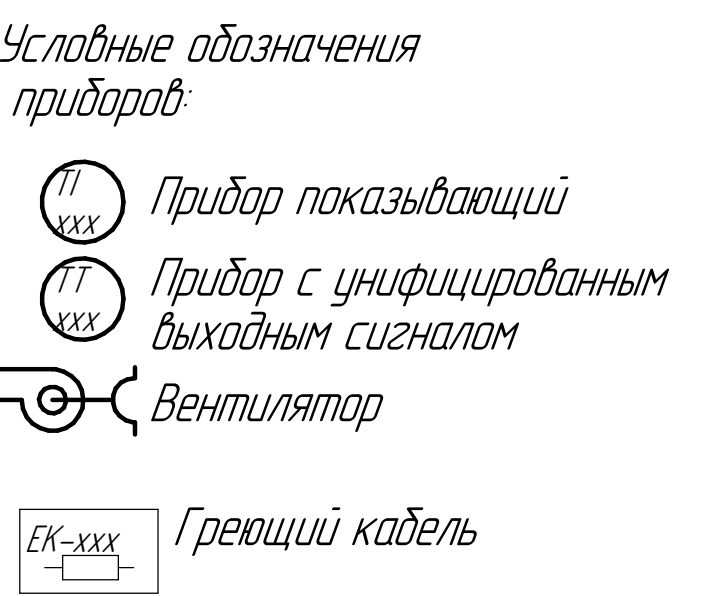 Условные обозначения
приборов:
TI
xxx
Прибор показывающий
TT
xxx
Прибор с унифицированным
выходным сигналом
Вентилятор
EK-xxx
Греющий кабель